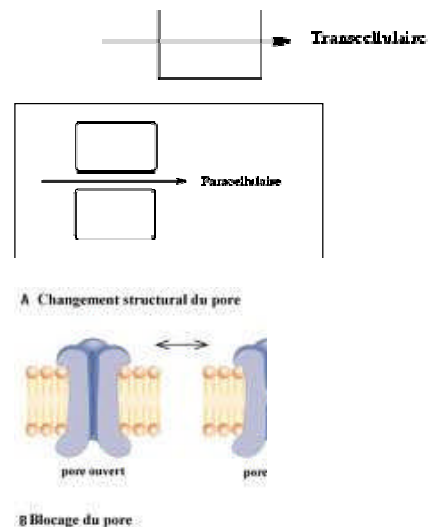 Transcellulaire
Paracellulaire
A Changement structural du pore
pore ouvert
pore
B Blocage du pore